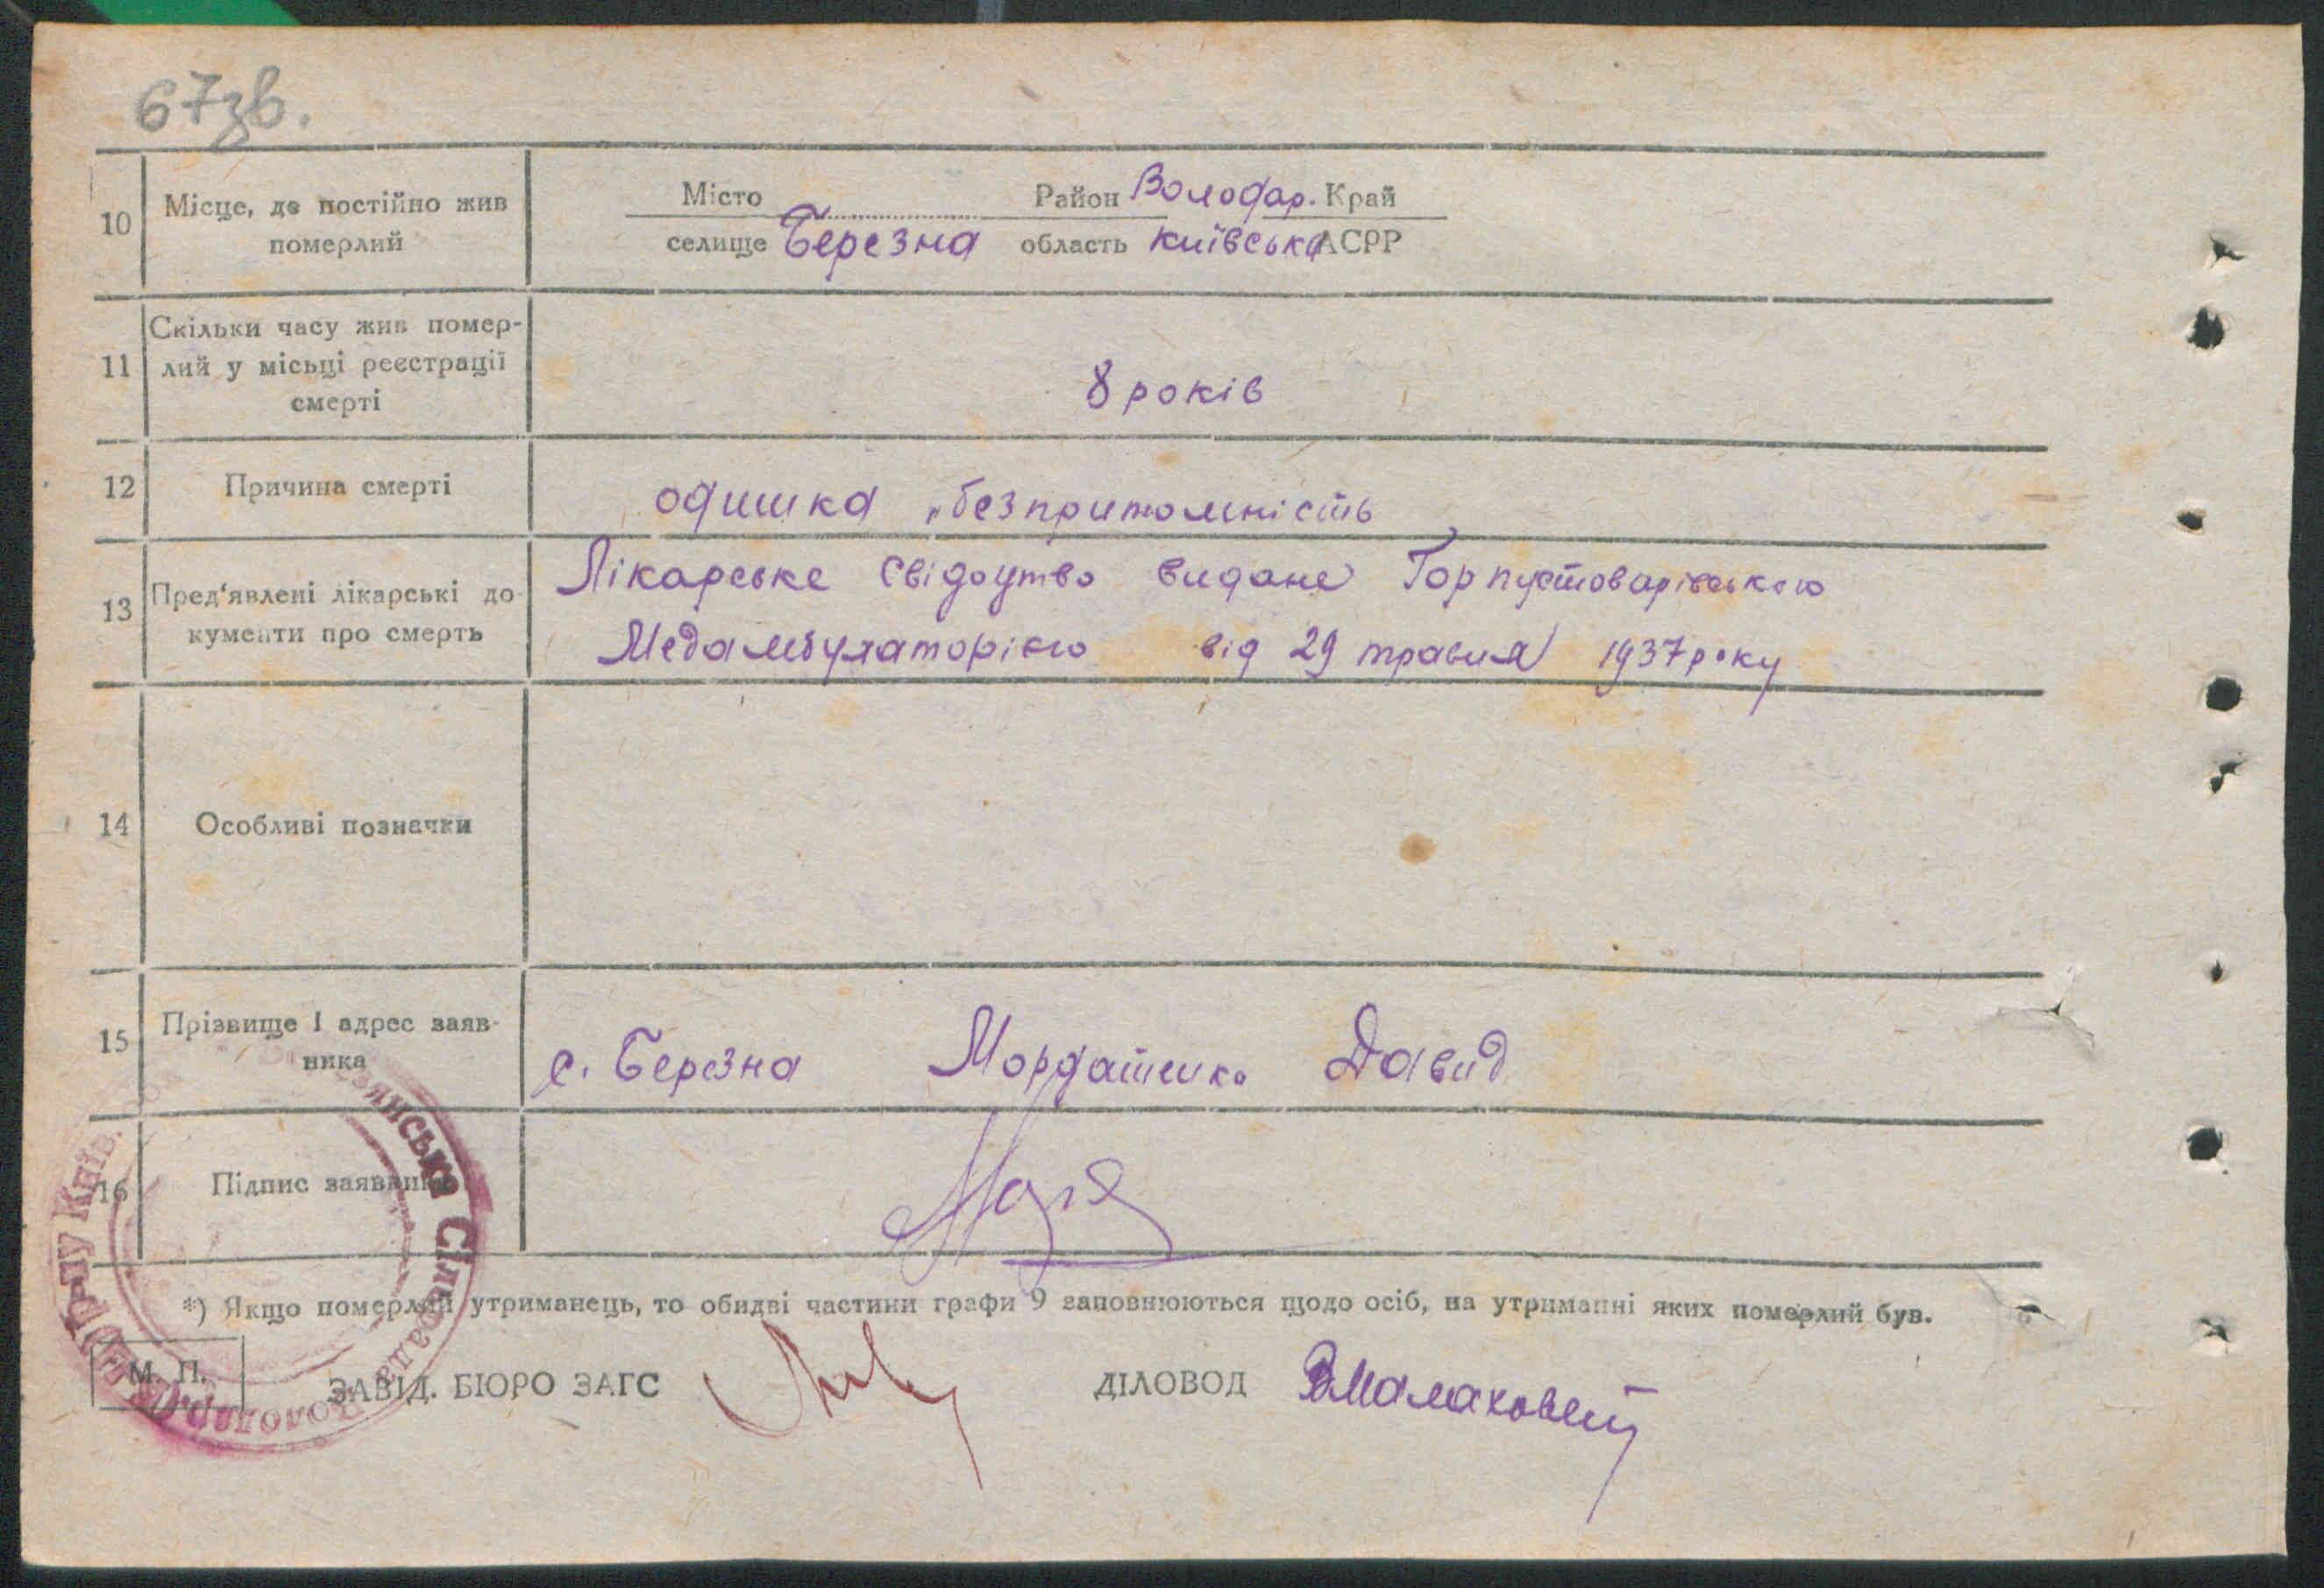 67зв.
10 Місце, де постійно жив померлий
Місто Район Володар. Край
селище Березна область Київська АСРР
11 Скільки часу жив помер-
лий у місьці реєстрації
смерті
8 років
12 Причина смерті
одишка, безпритомність
13 Пред'явлені лікарські до
кументи про смерть
Лікарське свідоцтво видане Горпустоварівською
Медамбулаторією від 29 травня 1937 року
14 Особливі позначки
15 Прізвище і адрес заяв-
ника
с. Березна Мордатенко Давид
16 Підпис заявника
*) Якщо померлий утриманець, то обидві частини графи 9 заповнюються щодо осіб, на утриманні яких померлий був.
М. П.
ЗАВІД. БЮРО ЗАГС ДІЛОВОД